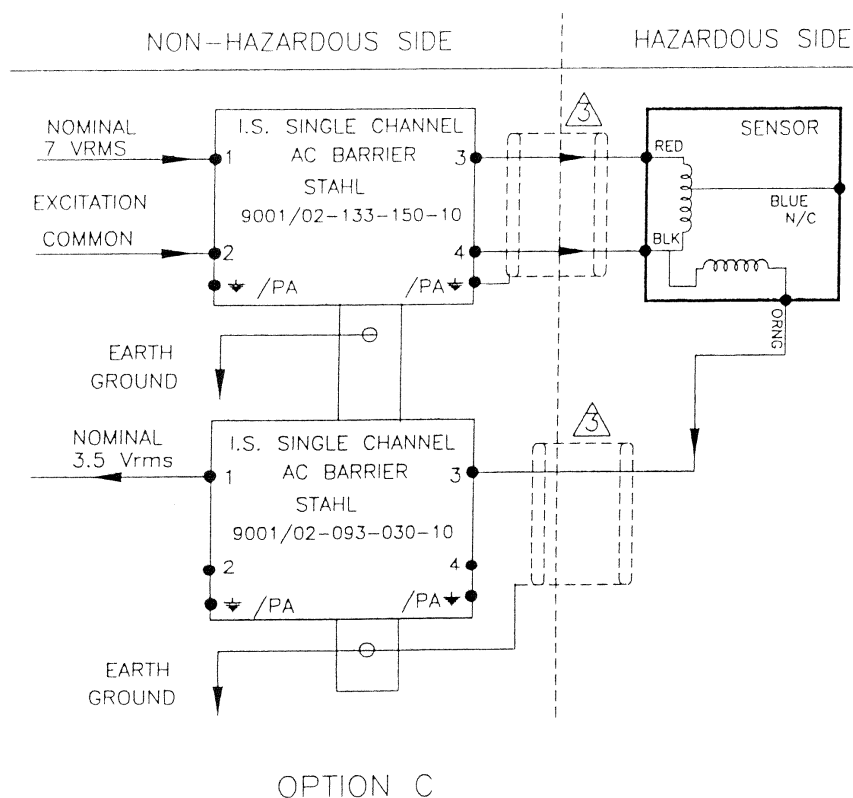 NON-HAZARDOUS SIDE
HAZARDOUS SIDE
NOMINAL
7 VRMS
EXCITATION
COMMON
I.S. SINGLE CHANNEL
AC BARRIER
STAHL
9001/02-133-150-10
1
2
3
4
/PA
/PA
3
SENSOR
RED
BLUE
N/C
BLK
ORNG
EARTH
GROUND
NOMINAL
3.5 Vrms
I.S. SINGLE CHANNEL
AC BARRIER
STAHL
9001/02-093-030-10
1
2
3
4
/PA
/PA
3
EARTH
GROUND
OPTION C